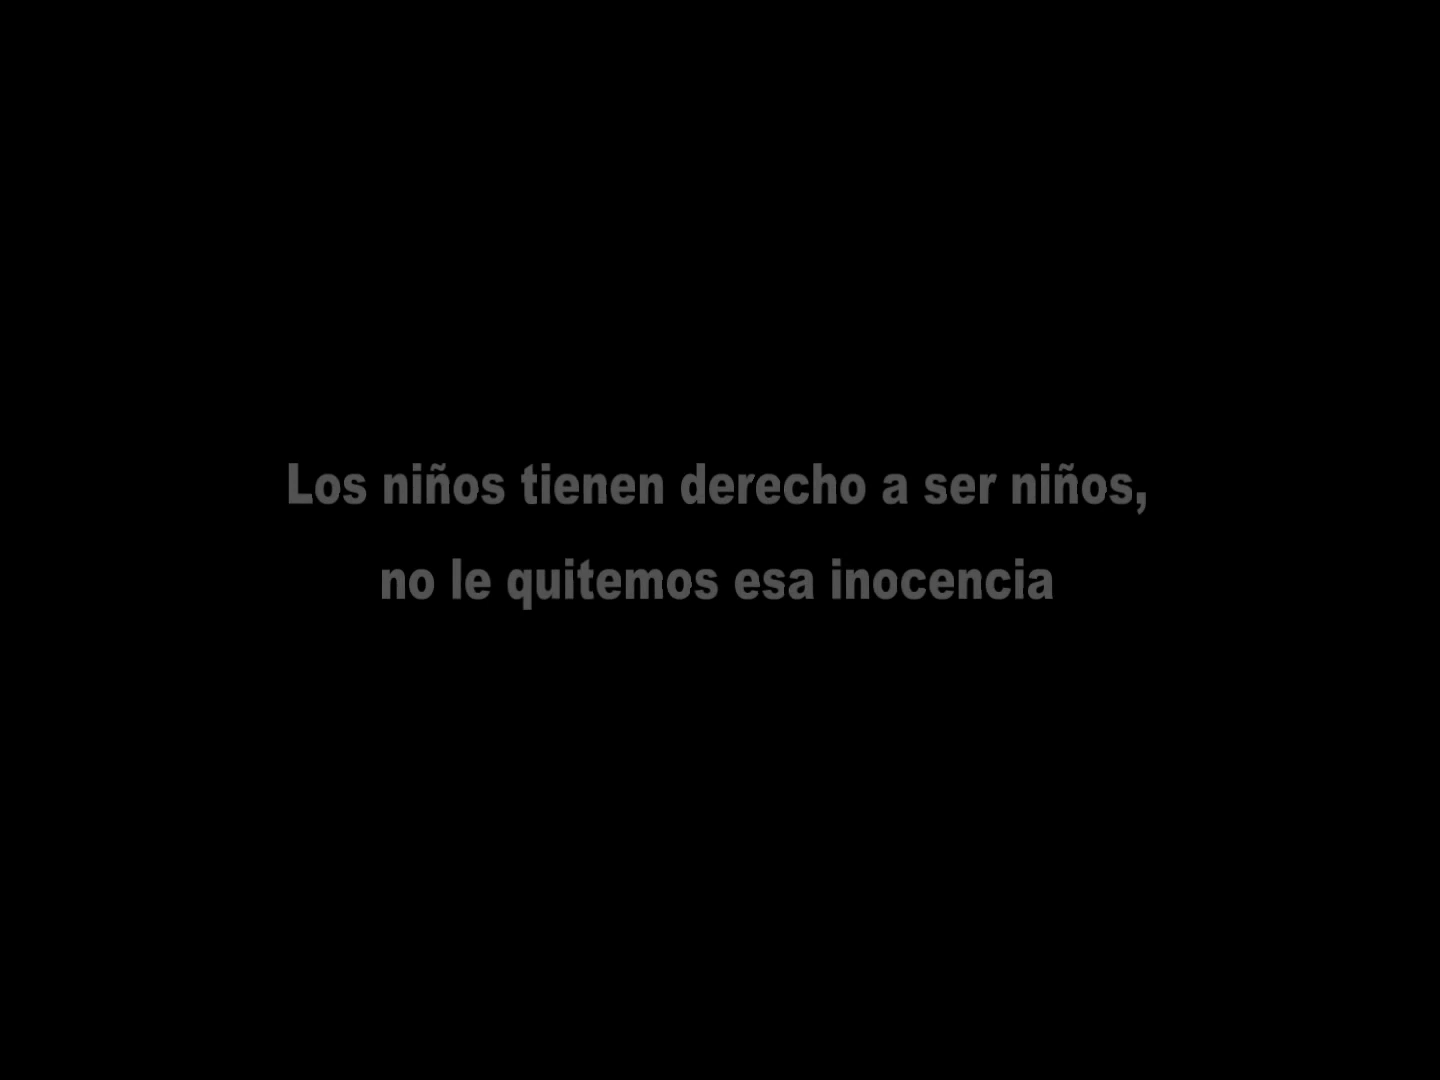 Los niños tienen derecho a ser niños,
no le quitemos esa inocencia